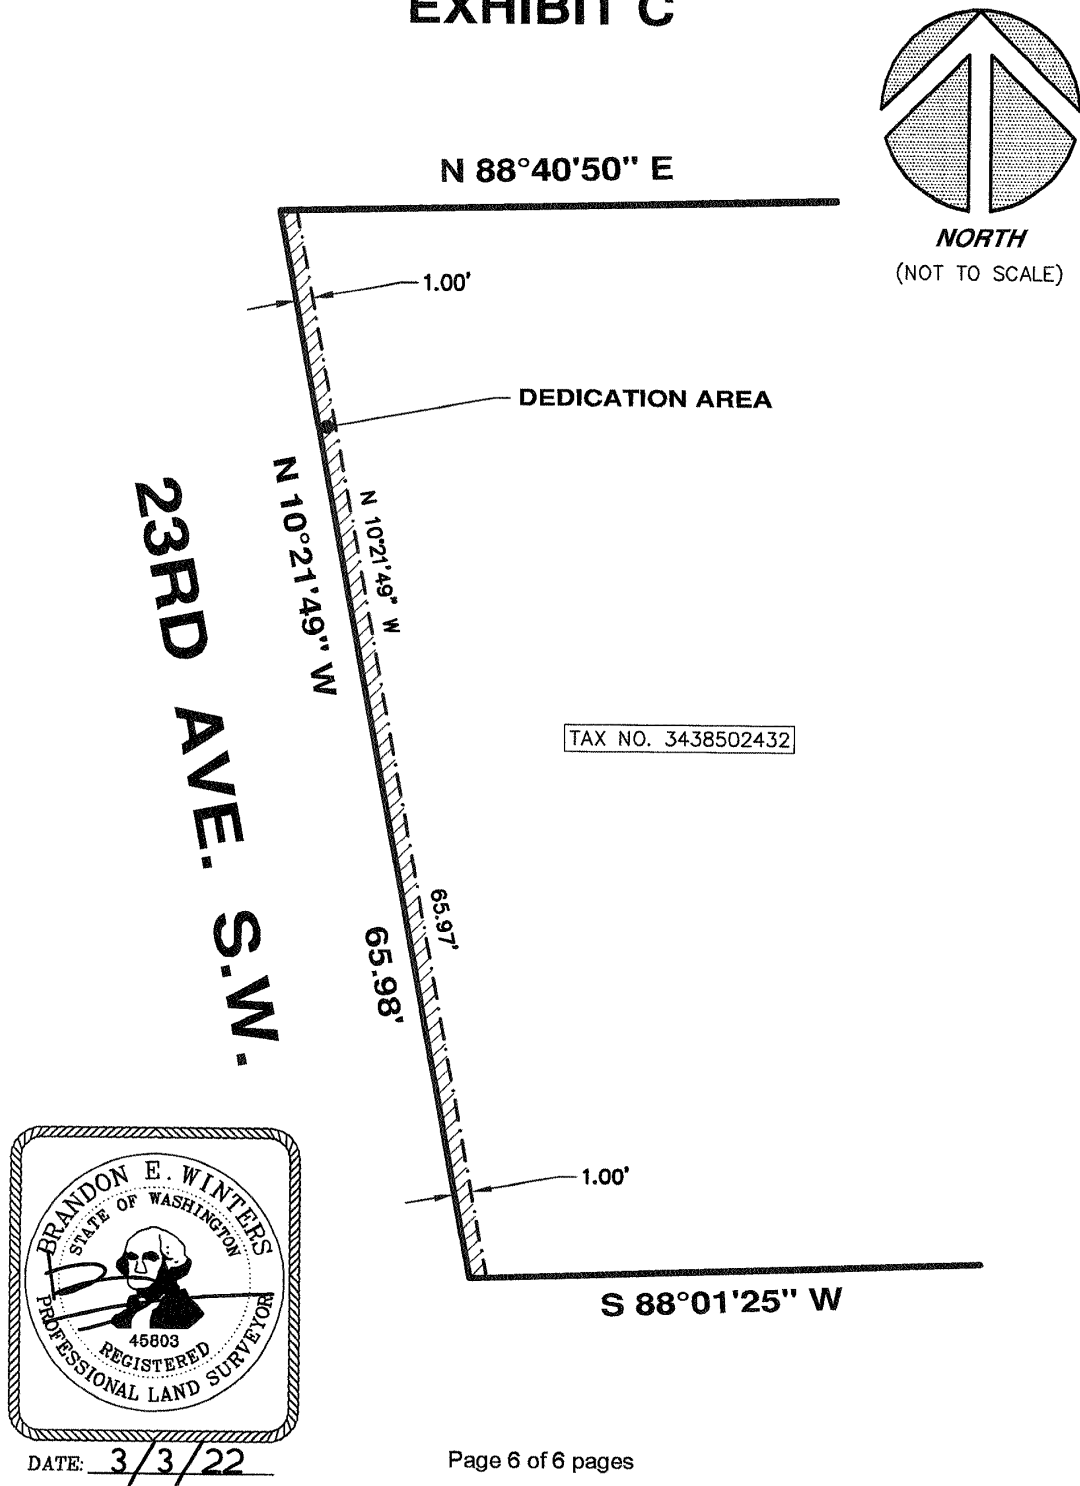 EXHIBIT C
N 88°40'50" E
NORTH
(NOT TO SCALE)
1.00'
DEDICATION AREA
23RD AVE. S.W.
N 10°21'49" W
N 10°21'49" W
TAX NO. 3438502432
65.97'
65.98'
1.00'
S 88°01'25" W
BRANDON E. WINTERS
STATE OF WASHINGTON
45803
REGISTERED
PROFESSIONAL LAND SURVEYOR
DATE: 3/3/22
Page 6 of 6 pages